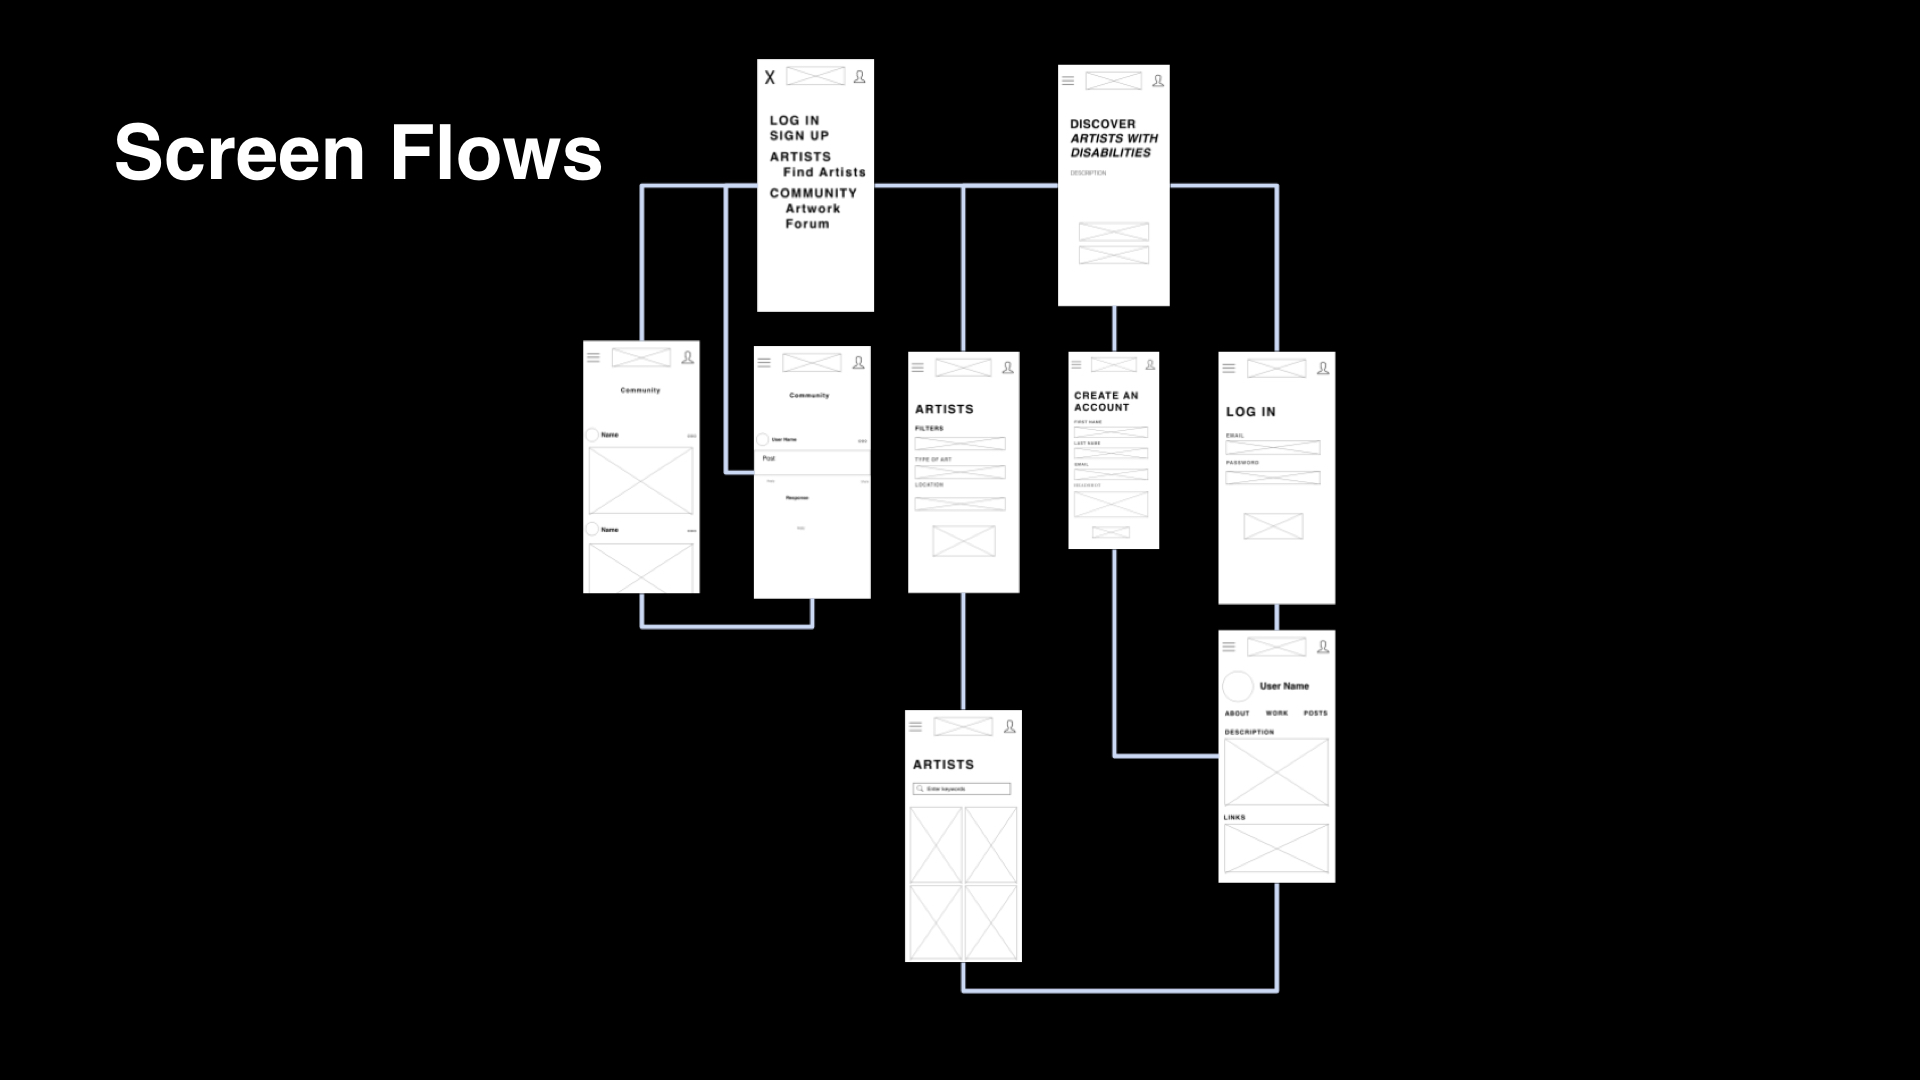 Screen Flows
X
LOG IN
SIGN UP
ARTISTS
Find Artists
COMMUNITY
Artwork
Forum
DISCOVER
ARTISTS WITH
DISABILITIES
DESCRIPTION
Community
Name
Name
Community
User Name
Post
Response
ARTISTS
FILTERS
TYPE OF ART
LOCATION
CREATE AN
ACCOUNT
FIRST NAME
LAST NAME
EMAIL
LOG IN
EMAIL
PASSWORD
User Name
ABOUT WORK POSTS
DESCRIPTION
LINKS
ARTISTS
Enter keywords